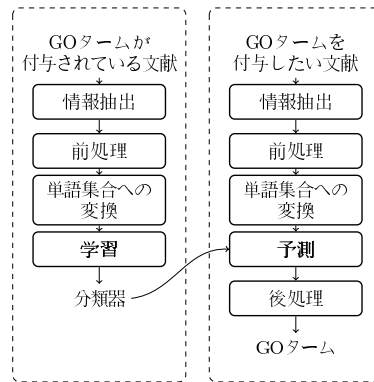 GOタームが
付与されている文献
情報抽出
前処理
単語集合への
変換
学習
分類器
GOタームを
付与したい文献
情報抽出
前処理
単語集合への
変換
予測
後処理
GOターム